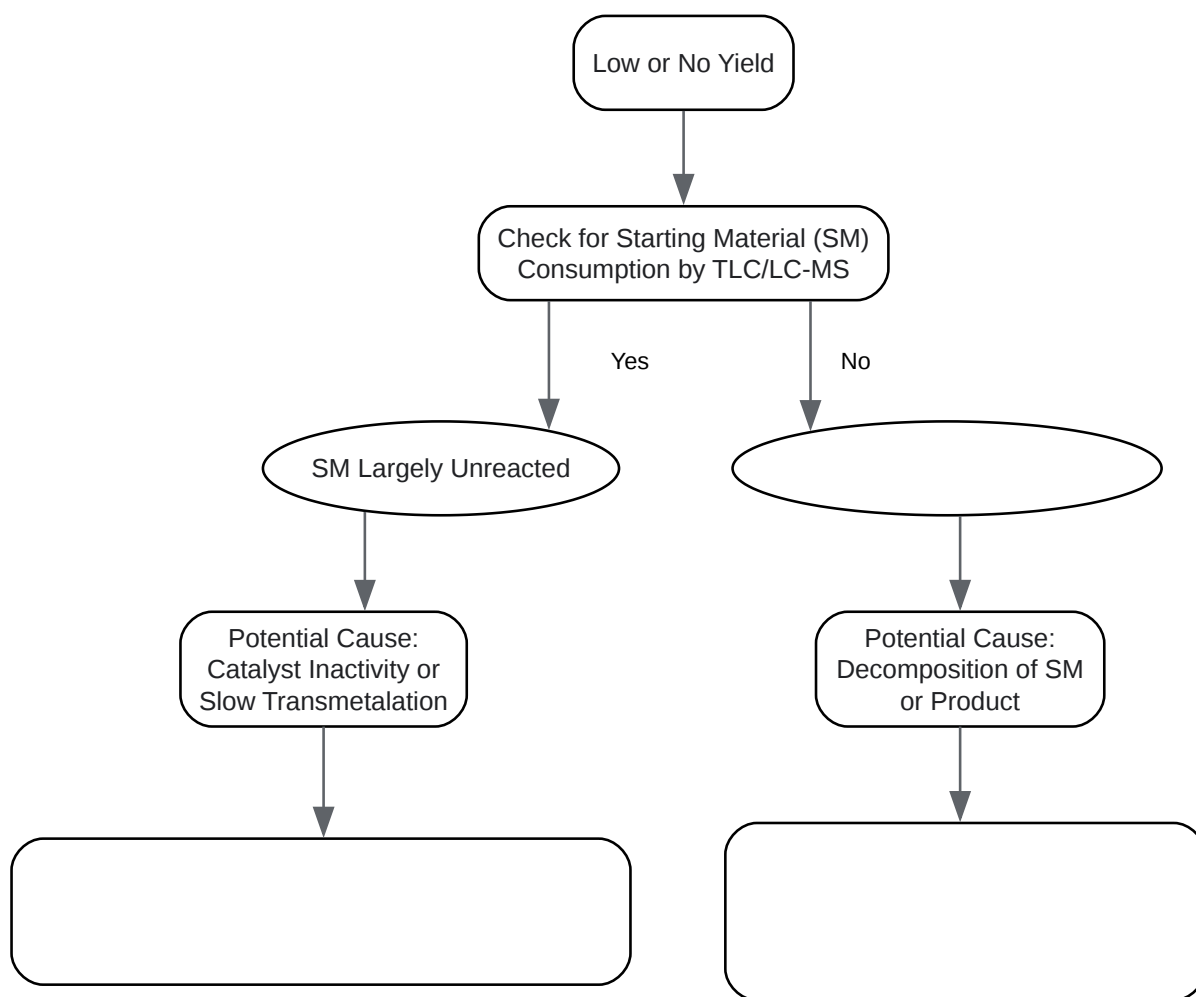 Low or No Yield
Check for Starting Material (SM)
Consumption by TLC/LC-MS
Yes
No
SM Largely Unreacted
Potential Cause:
Catalyst Inactivity or
Slow Transmetalation
Potential Cause:
Decomposition of SM
or Product